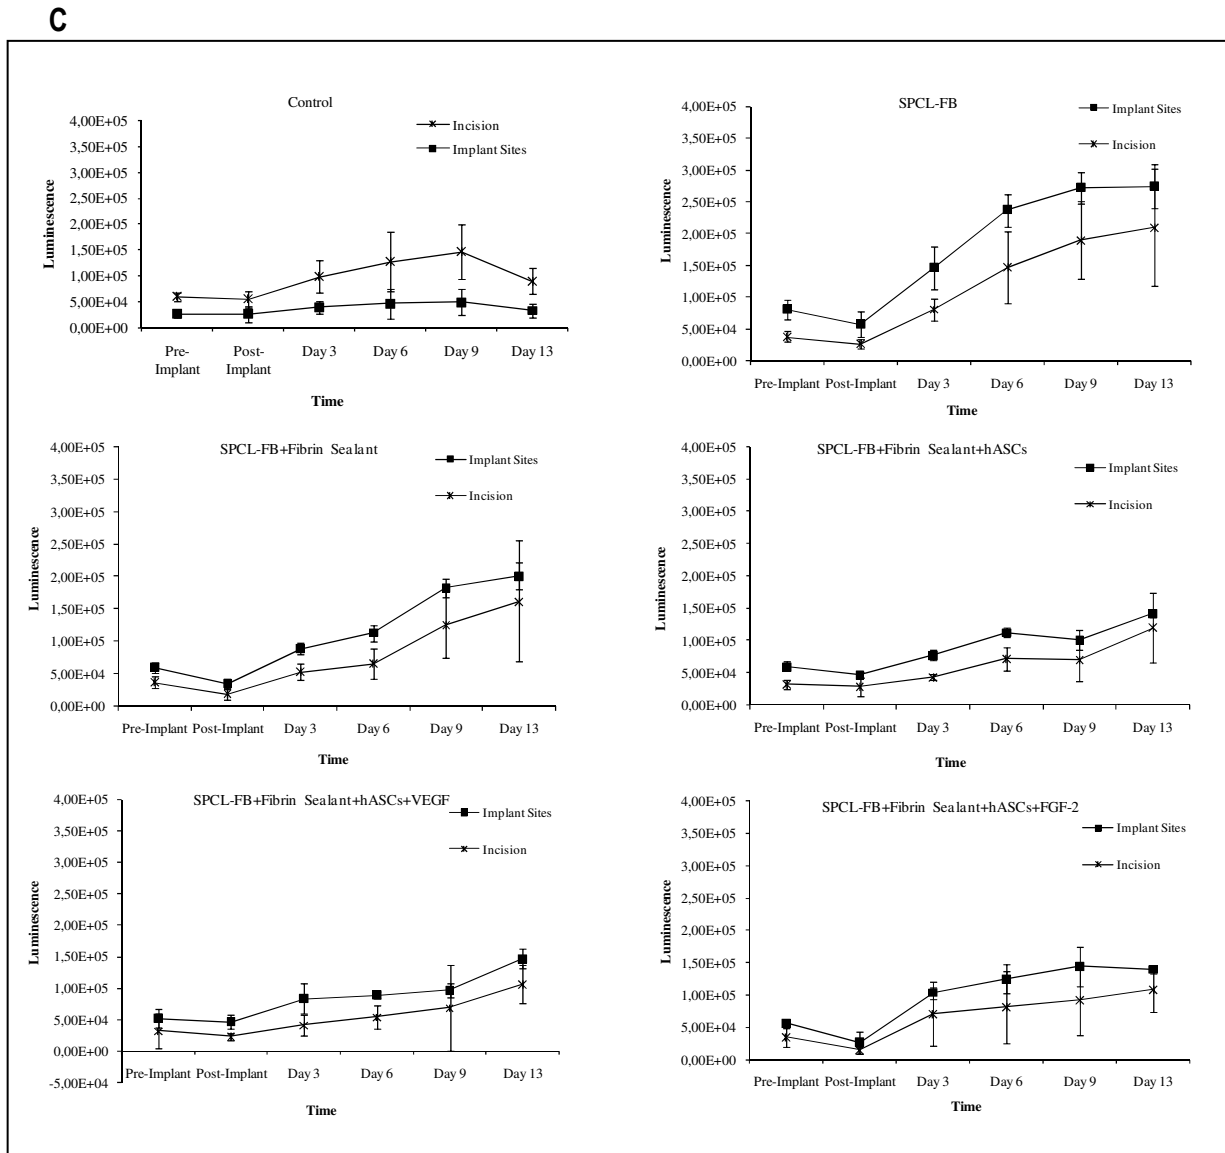 C
Control
4,00E+05
3,50E+05
3,00E+05
2,50E+05
2,00E+05
1,50E+05
1,00E+05
5,00E+04
0,00E+00
Luminescence
Incision
Implant Sites
Pre-
Implant
Post-
Implant
Day 3
Day 6
Day 9
Day 13
Time
SPCL-FB
4,00E+05
3,50E+05
3,00E+05
2,50E+05
2,00E+05
1,50E+05
1,00E+05
5,00E+04
0,00E+00
Luminescence
Implant Sites
Incision
Pre-Implant Post-Implant Day 3 Day 6 Day 9 Day 13
Time
SPCL-FB+Fibrin Sealant
4,00E+05
3,50E+05
3,00E+05
2,50E+05
2,00E+05
1,50E+05
1,00E+05
5,00E+04
0,00E+00
Luminescence
Implant Sites
Incision
Pre-Implant Post-Implant Day 3 Day 6 Day 9 Day 13
Time
SPCL-FB+Fibrin Sealant+hASCs
4,00E+05
3,50E+05
3,00E+05
2,50E+05
2,00E+05
1,50E+05
1,00E+05
5,00E+04
0,00E+00
Luminescence
Implant Sites
Incision
Pre-Implant Post-Implant Day 3 Day 6 Day 9 Day 13
Time
SPCL-FB+Fibrin Sealant+hASCs+VEGF
4,00E+05
3,50E+05
3,00E+05
2,50E+05
2,00E+05
1,50E+05
1,00E+05
5,00E+04
0,00E+00
-5,00E+04
Luminescence
Implant Sites
Incision
Pre-Implant Post-Implant Day 3 Day 6 Day 9 Day 13
Time
SPCL-FB+Fibrin Sealant+hASCs+FGF-2
4,00E+05
3,50E+05
3,00E+05
2,50E+05
2,00E+05
1,50E+05
1,00E+05
5,00E+04
0,00E+00
Luminescence
Implant Sites
Incision
Pre-Implant Post-Implant Day 3 Day 6 Day 9 Day 13
Time